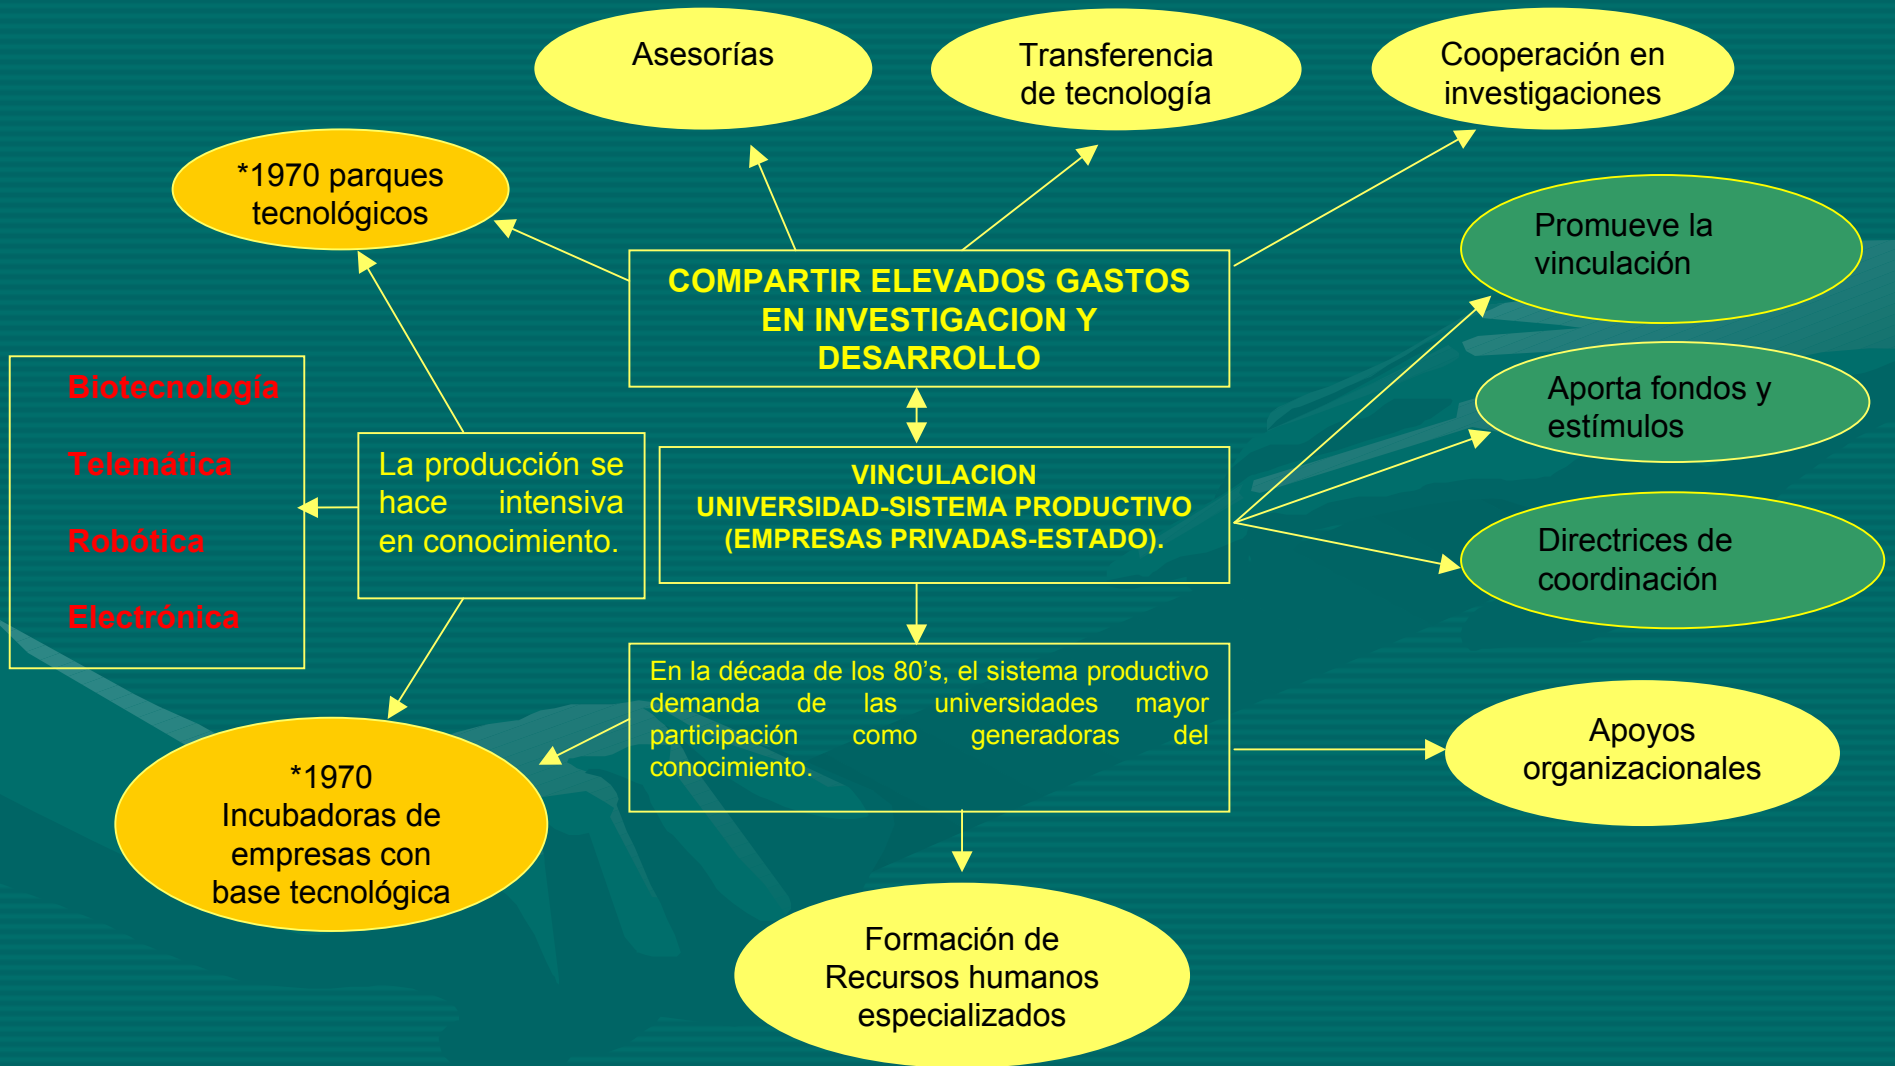 Asesorías
Transferencia
de tecnología
Cooperación en
investigaciones
*1970 parques
tecnológicos
Promueve la
vinculación
COMPARTIR ELEVADOS GASTOS
EN INVESTIGACION Y
DESARROLLO
Biotecnología
Telemática
Robótica
Electrónica
La producción se
hace intensiva
en conocimiento.
VINCULACION
UNIVERSIDAD-SISTEMA PRODUCTIVO
(EMPRESAS PRIVADAS-ESTADO).
Aporta fondos y
estímulos
Directrices de
coordinación
En la década de los 80’s, el sistema productivo
demanda de las universidades mayor
participación como generadoras del
conocimiento.
Apoyos
organizacionales
*1970
Incubadoras de
empresas con
base tecnológica
Formación de
Recursos humanos
especializados